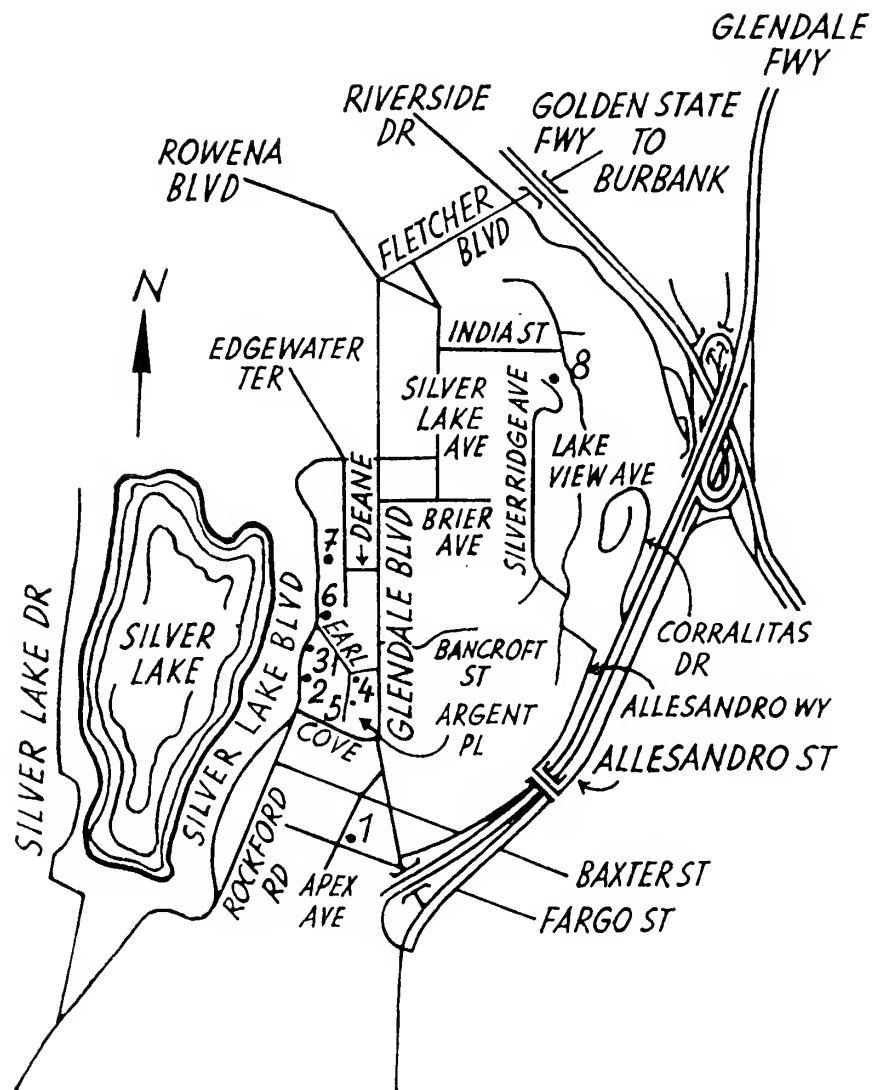 GLENDALE
FWY
RIVERSIDE
DR
GOLDEN STATE
FWY TO
BURBANK
ROWENA
BLVD
FLETCHER
BLVD
N
INDIA ST
EDGEWATER
TER
8
SILVER
LAKE
AVE
SILVERRIDGE AVE
LAKE
VIEW AVE
DEANE
BRIER
AVE
7
GLENDALE BLVD
6
SILVER LAKE DR
SILVER
LAKE
SILVER LAKE BLVD
EARL
BANCROFT
ST
CORRALITAS
DR
3
1
2
4
5
ARGENT
PL
ALLESANDRO WY
COVE
ALLESANDRO ST
ROCKFORD
RD
1
APEX
AVE
BAXTER ST
FARGO ST